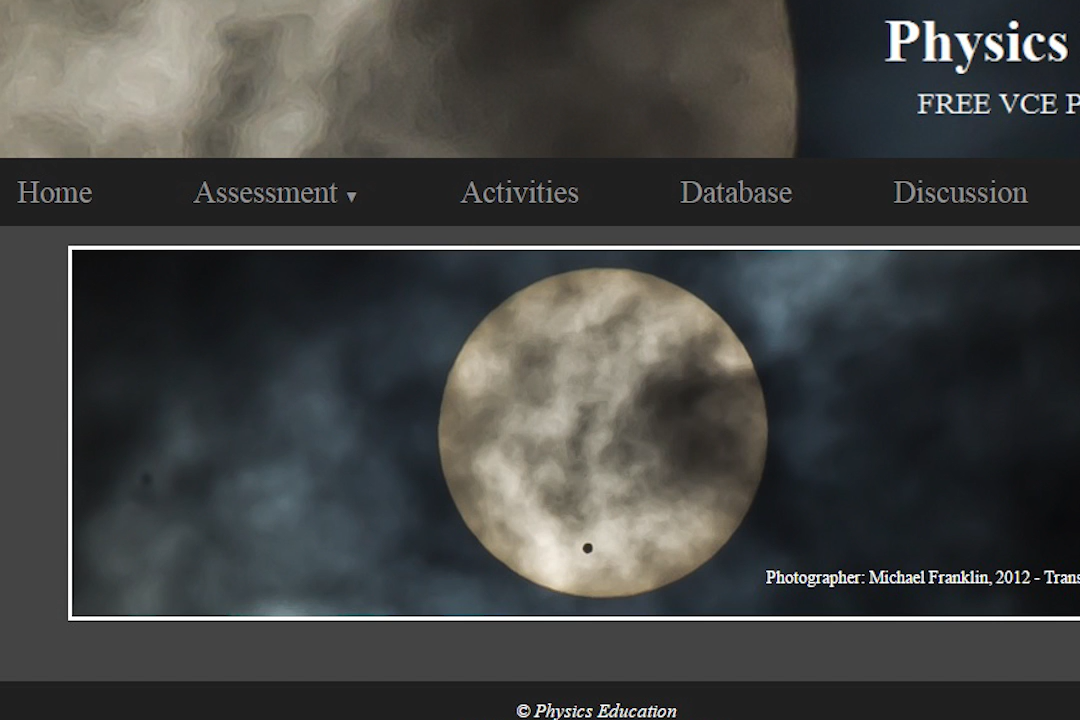 Physics
FREE VCE P
Home Assessment ▼ Activities Database Discussion
Photographer: Michael Franklin, 2012 - Trans
© Physics Education